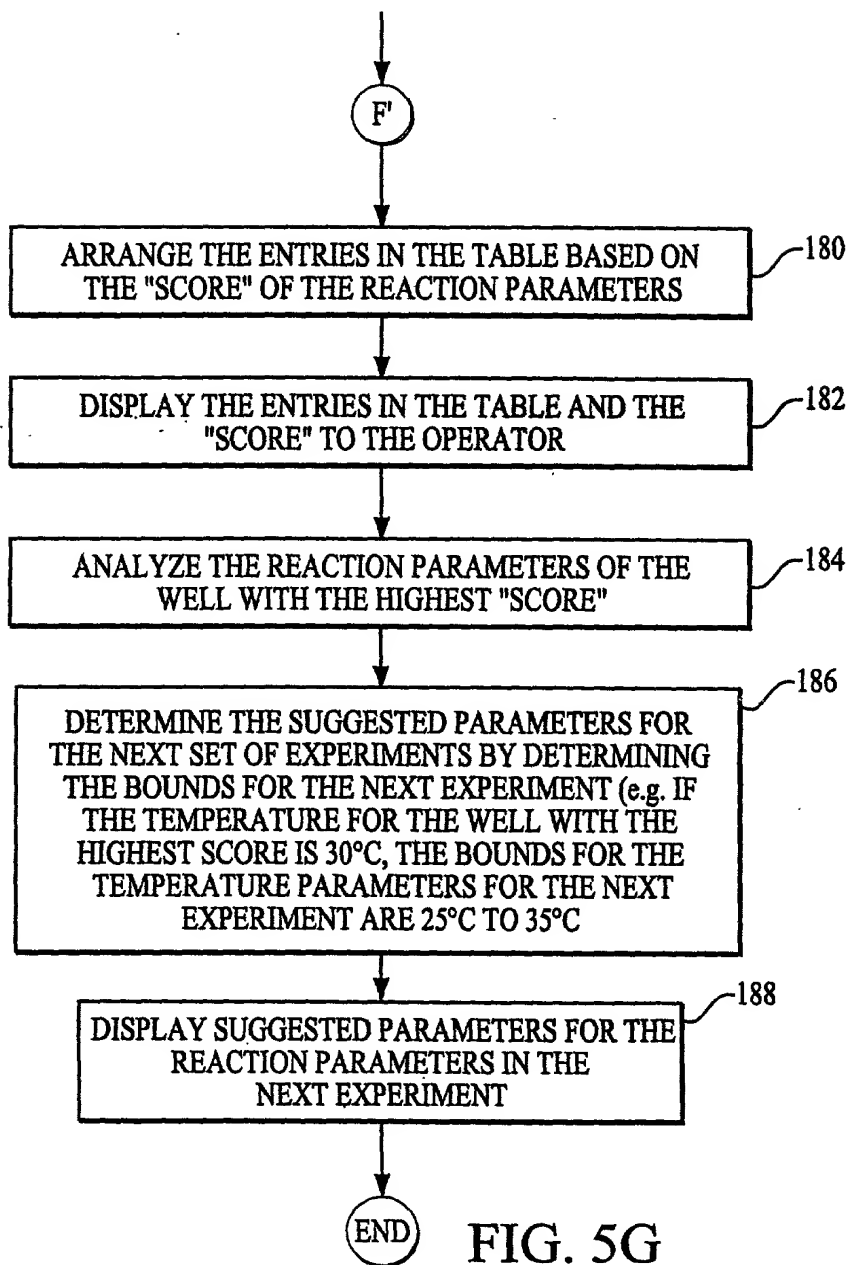 F'
ARRANGE THE ENTRIES IN THE TABLE BASED ON
THE "SCORE" OF THE REACTION PARAMETERS
180
DISPLAY THE ENTRIES IN THE TABLE AND THE
"SCORE" TO THE OPERATOR
182
ANALYZE THE REACTION PARAMETERS OF THE
WELL WITH THE HIGHEST "SCORE"
184
186
DETERMINE THE SUGGESTED PARAMETERS FOR
THE NEXT SET OF EXPERIMENTS BY DETERMINING
THE BOUNDS FOR THE NEXT EXPERIMENT (e.g. IF
THE TEMPERATURE FOR THE WELL WITH THE
HIGHEST SCORE IS 30°C, THE BOUNDS FOR THE
TEMPERATURE PARAMETERS FOR THE NEXT
EXPERIMENT ARE 25°C TO 35°C
188
DISPLAY SUGGESTED PARAMETERS FOR THE
REACTION PARAMETERS IN THE
NEXT EXPERIMENT
END
FIG. 5G